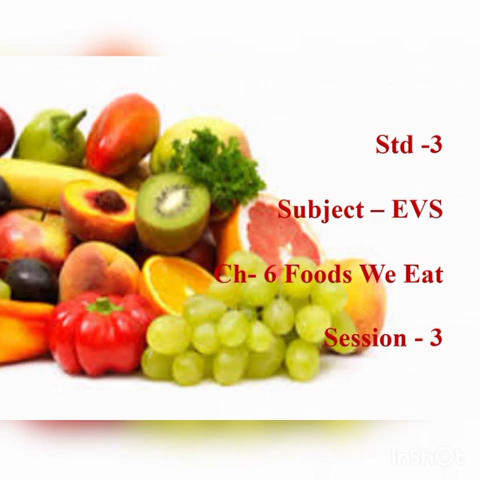 Std -3
Subject – EVS
Ch- 6 Foods We Eat
Session - 3
InShOt